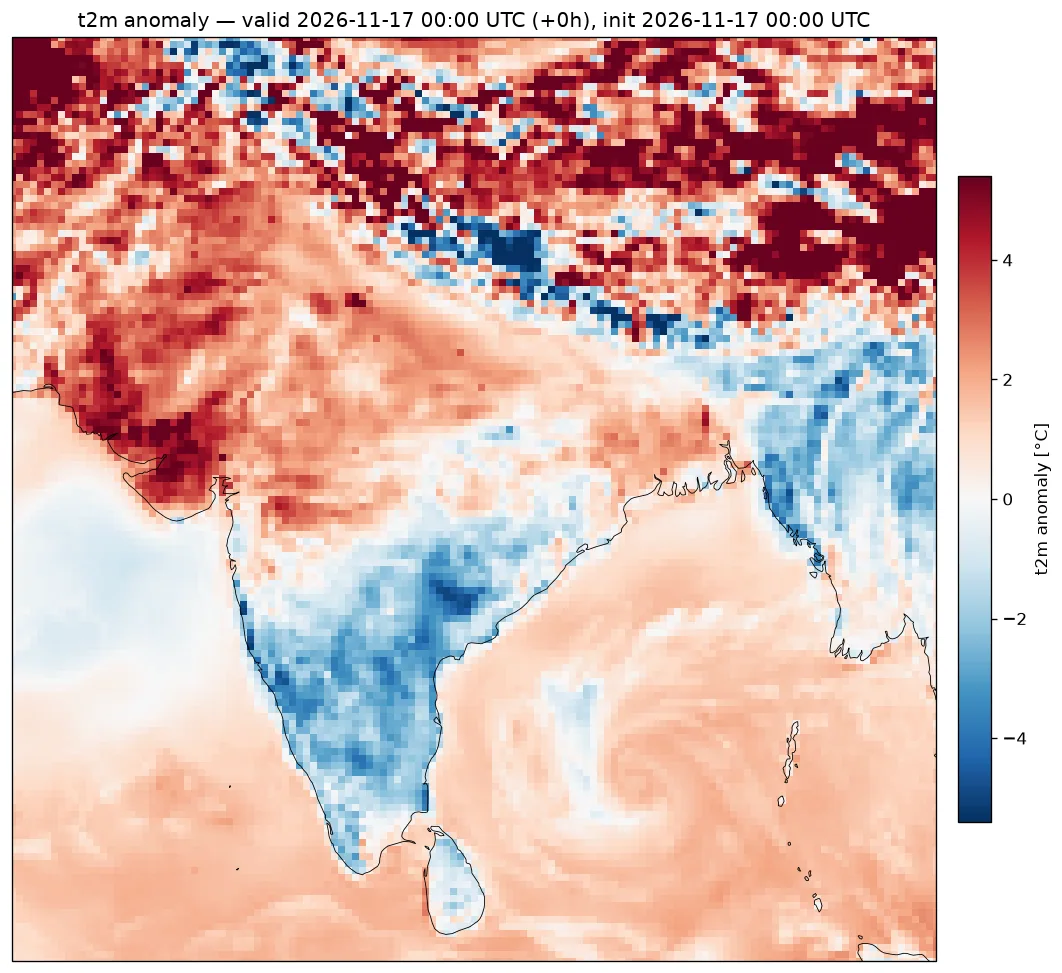 t2m anomaly — valid 2026-11-17 00:00 UTC (+0h), init 2026-11-17 00:00 UTC
4
2
0
−2
−4
t2m anomaly [°C]